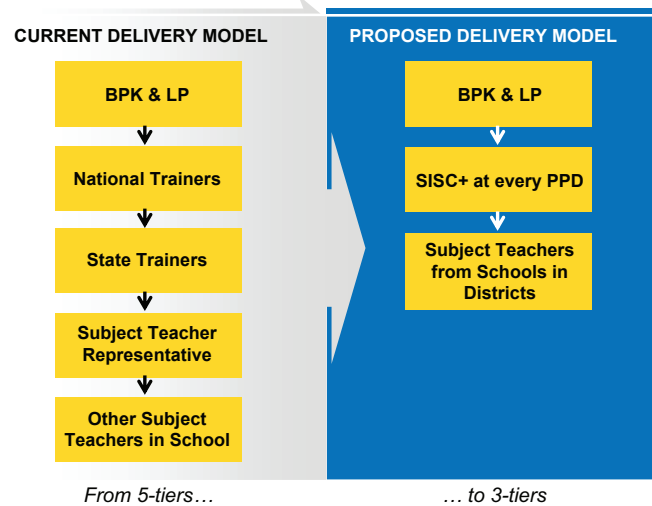 CURRENT DELIVERY MODEL
BPK & LP
National Trainers
State Trainers
Subject Teacher
Representative
Other Subject
Teachers in School
From 5-tiers…
PROPOSED DELIVERY MODEL
BPK & LP
SISC+ at every PPD
Subject Teachers
from Schools in
Districts
… to 3-tiers